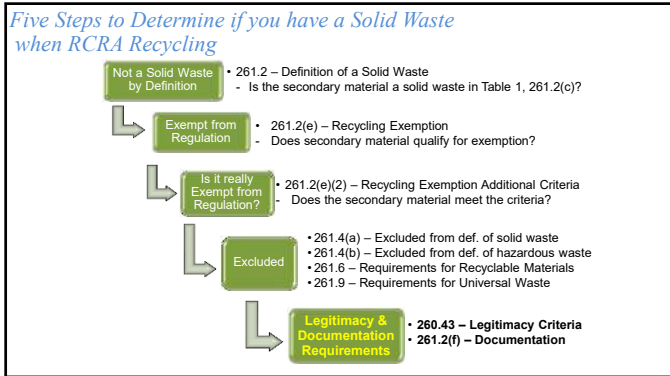 Five Steps to Determine if you have a Solid Waste
when RCRA Recycling
Not a Solid Waste
by Definition
• 261.2 – Definition of a Solid Waste
- Is the secondary material a solid waste in Table 1, 261.2(c)?
Exempt from
Regulation
• 261.2(e) – Recycling Exemption
- Does secondary material qualify for exemption?
Is it really
Exempt from
Regulation?
• 261.2(e)(2) – Recycling Exemption Additional Criteria
- Does the secondary material meet the criteria?
Excluded
• 261.4(a) – Excluded from def. of solid waste
• 261.4(b) – Excluded from def. of hazardous waste
• 261.6 – Requirements for Recyclable Materials
• 261.9 – Requirements for Universal Waste
Legitimacy &
Documentation
Requirements
• 260.43 – Legitimacy Criteria
• 261.2(f) – Documentation